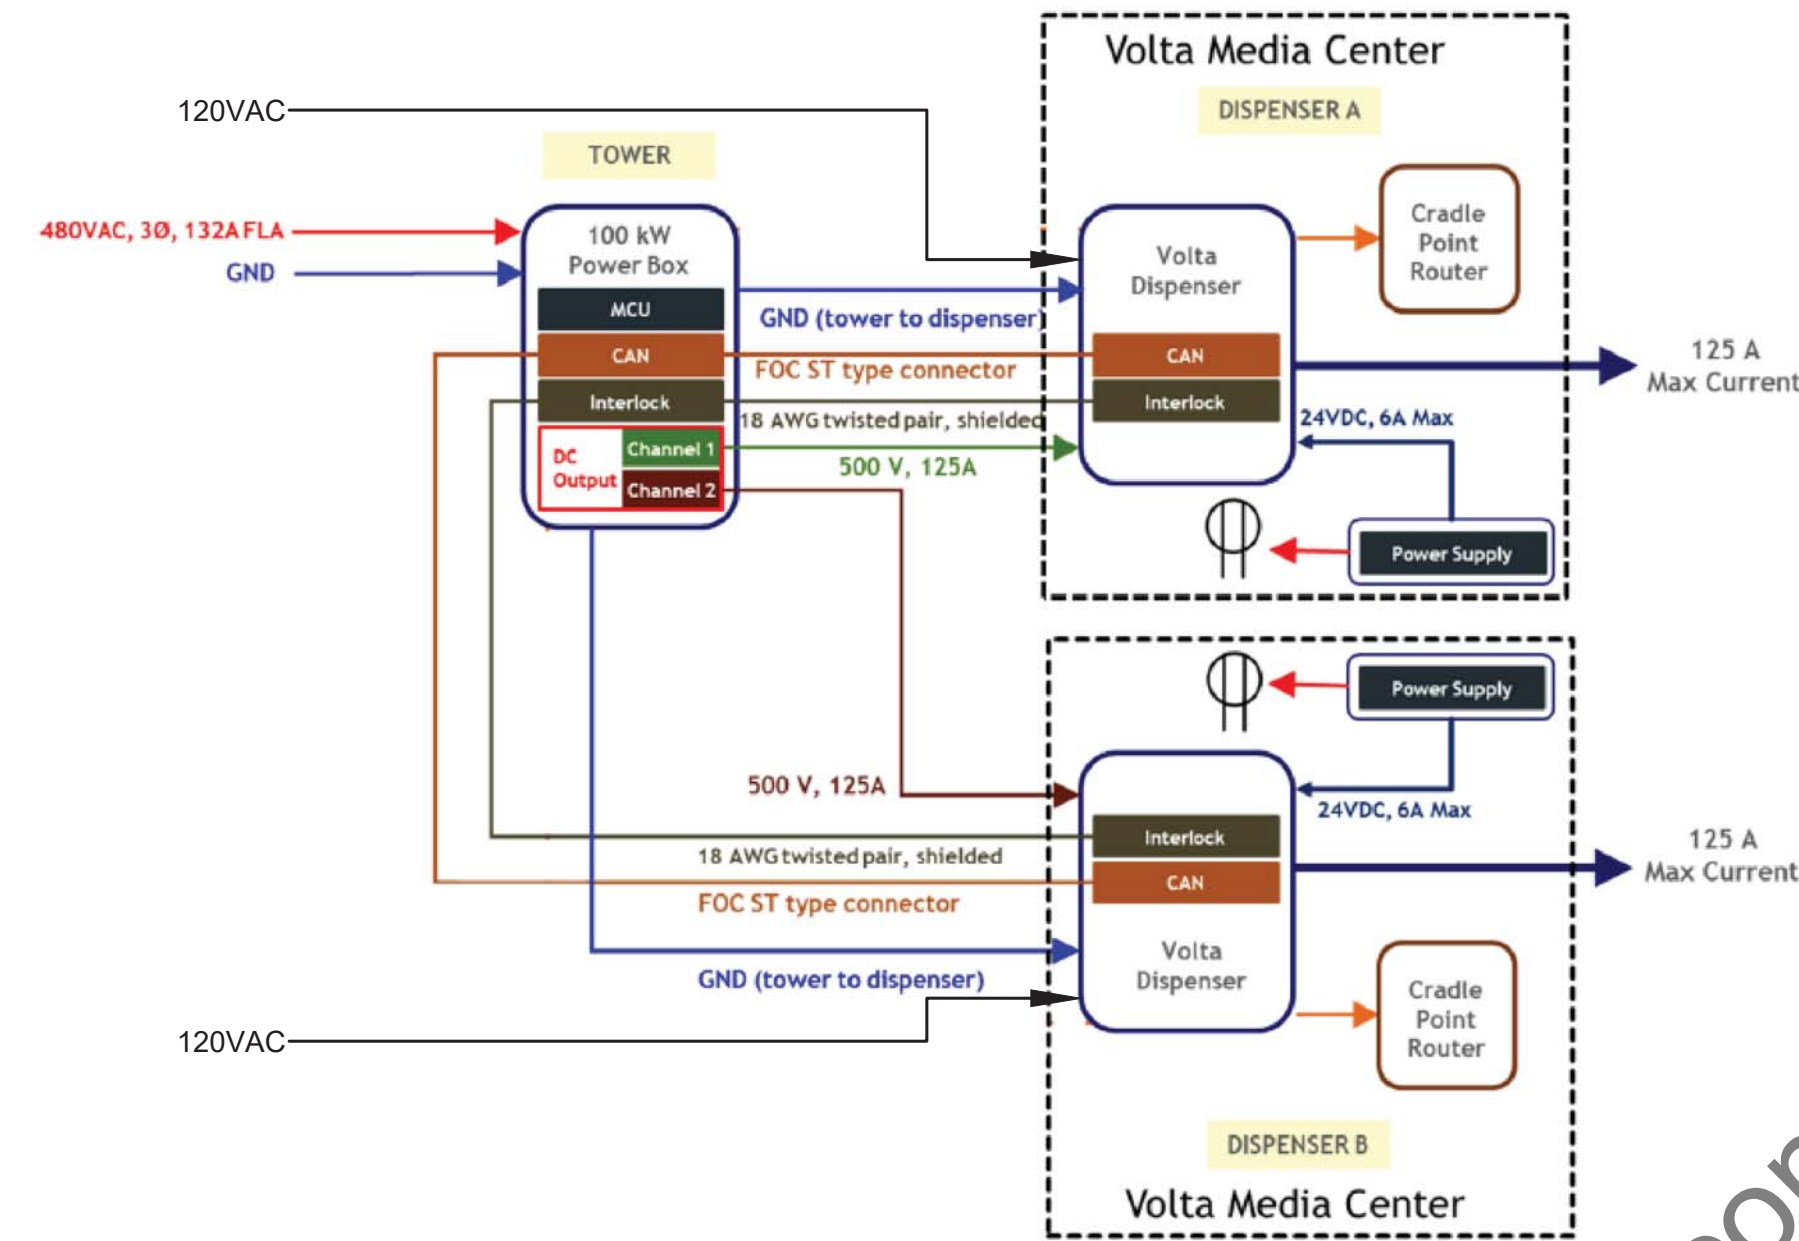 Volta Media Center
DISPENSER A
120VAC
TOWER
480VAC, 3Ø, 132A FLA
GND
100 kW
Power Box
MCU
CAN
Interlock
DC
Output
Channel 1
Channel 2
GND (tower to dispenser)
FOC ST type connector
18 AWG twisted pair, shielded
500 V, 125A
Volta
Dispenser
CAN
Interlock
Cradle
Point
Router
125 A
Max Current
24VDC, 6A Max
Power Supply
Power Supply
24VDC, 6A Max
500 V, 125A
18 AWG twisted pair, shielded
FOC ST type connector
GND (tower to dispenser)
120VAC
Interlock
CAN
Volta
Dispenser
125 A
Max Current
Cradle
Point
Router
DISPENSER B
Volta Media Center